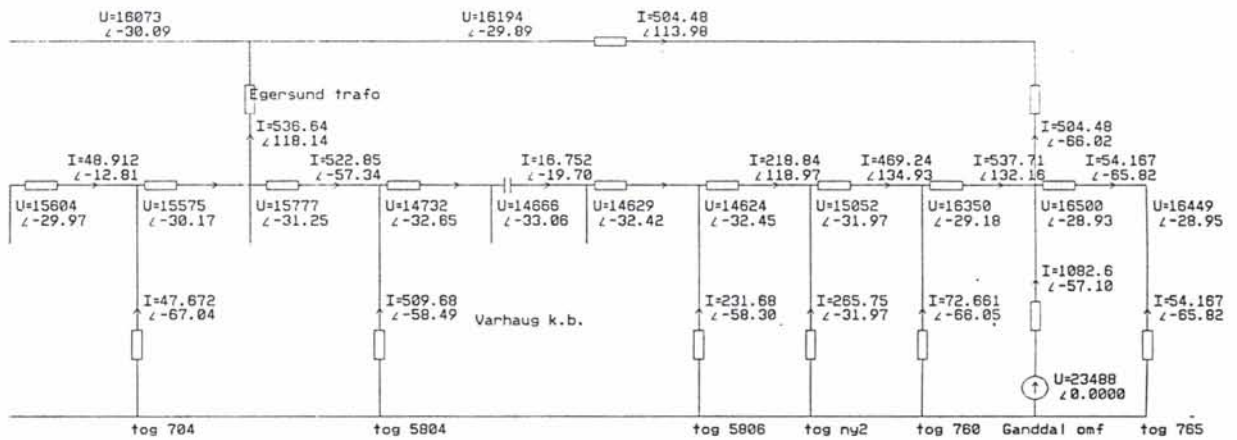 U=16073 U=16194 I=504.48
∠-30.09 ∠-29.89 ∠113.98
Egersund trafo
I=536.64 I=504.48
∠118.14 ∠-66.02
I=48.912 I=522.85 I=16.752 I=218.84 I=469.24 I=537.71 I=54.167
∠-12.81 ∠-57.34 ∠-19.70 ∠118.97 ∠134.93 ∠132.16 ∠-65.82
U=15604 U=15575 U=15777 U=14732 U=14666 U=14629 U=14624 U=15052 U=16350 U=16500 U=16449
∠-29.97 ∠-30.17 ∠-31.25 ∠-32.65 ∠-33.06 ∠-32.42 ∠-32.45 ∠-31.97 ∠-29.18 ∠-28.93 ∠-28.95
I=1082.6
∠-57.10
I=47.672 I=509.68 I=231.68 I=265.75 I=72.661 I=54.167
∠-67.04 ∠-58.49 ∠-58.30 ∠-31.97 ∠-66.05 ∠-65.82
Varhaug k.b.
U=23488
∠0.0000
tog 704 tog 5804 tog 5806 tog ny2 tog 760 Ganddal omf tog 765